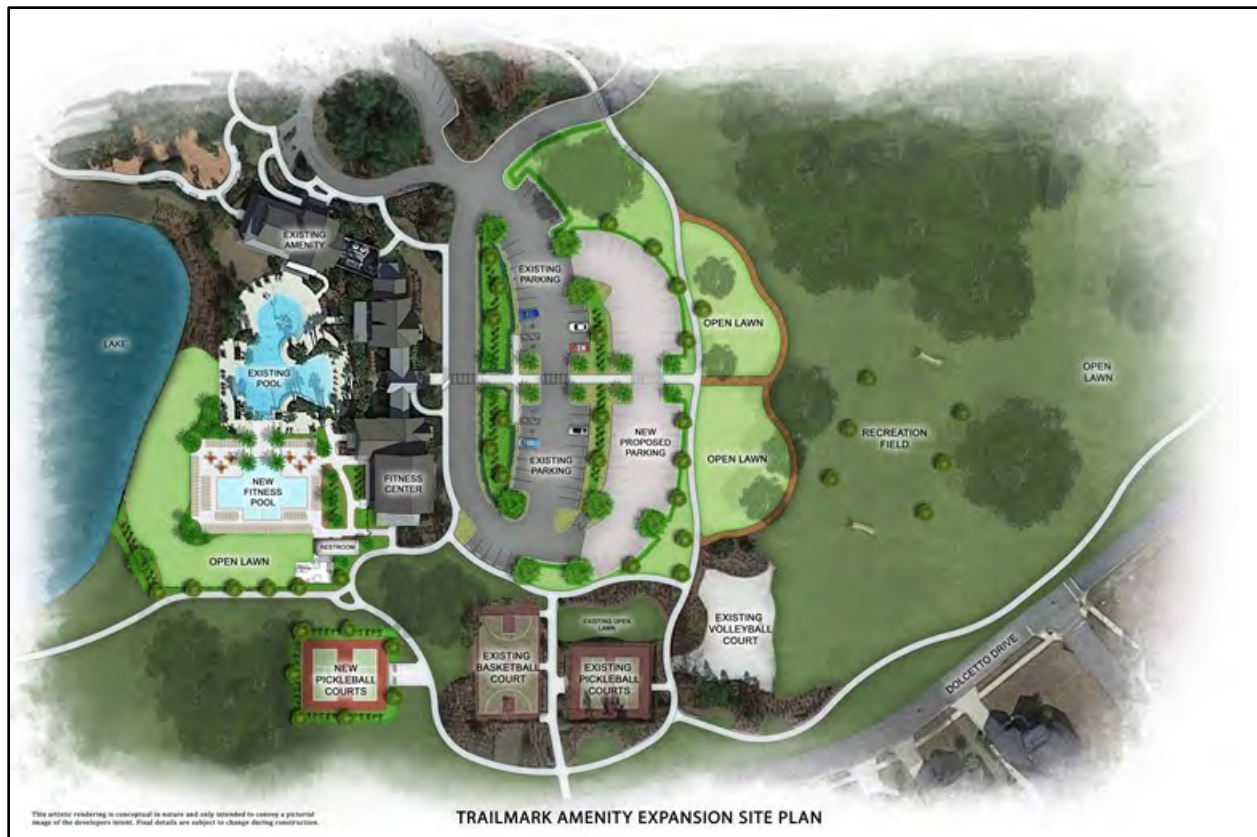 EXISTING
AMENITY
EXISTING
PARKING
LAKE
EXISTING
POOL
OPEN LAWN
OPEN
LAWN
NEW
PROPOSED
PARKING
RECREATION
FIELD
OPEN LAWN
EXISTING
PARKING
NEW
FITNESS
POOL
FITNESS
CENTER
RESTROOM
OPEN LAWN
EXISTING OPEN
LAWN
EXISTING
VOLLEYBALL
COURT
NEW
PICKLEBALL
COURTS
EXISTING
BASKETBALL
COURT
EXISTING
PICKLEBALL
COURTS
DOLCETTO DRIVE
This artistic rendering is conceptual in nature and only intended to convey a pictorial
image of the developers intent. Final details are subject to change during construction.
TRAILMARK AMENITY EXPANSION SITE PLAN